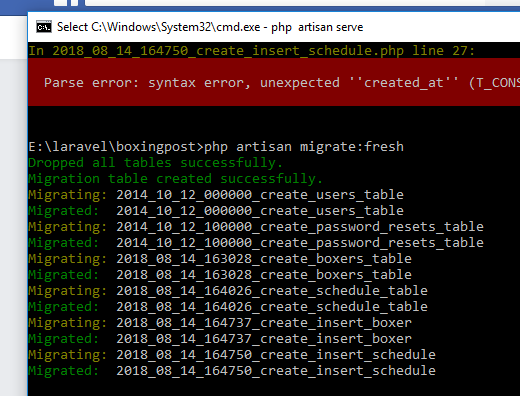 Select C:\Windows\System32\cmd.exe - php artisan serve
In 2018_08_14_164750_create_insert_schedule.php line 27:
Parse error: syntax error, unexpected ''created_at'' (T_CONS
E:\laravel\boxingpost>php artisan migrate:fresh
Dropped all tables successfully.
Migration table created successfully.
Migrating: 2014_10_12_000000_create_users_table
Migrated:  2014_10_12_000000_create_users_table
Migrating: 2014_10_12_100000_create_password_resets_table
Migrated:  2014_10_12_100000_create_password_resets_table
Migrating: 2018_08_14_163028_create_boxers_table
Migrated:  2018_08_14_163028_create_boxers_table
Migrating: 2018_08_14_164026_create_schedule_table
Migrated:  2018_08_14_164026_create_schedule_table
Migrating: 2018_08_14_164737_create_insert_boxer
Migrated:  2018_08_14_164737_create_insert_boxer
Migrating: 2018_08_14_164750_create_insert_schedule
Migrated:  2018_08_14_164750_create_insert_schedule